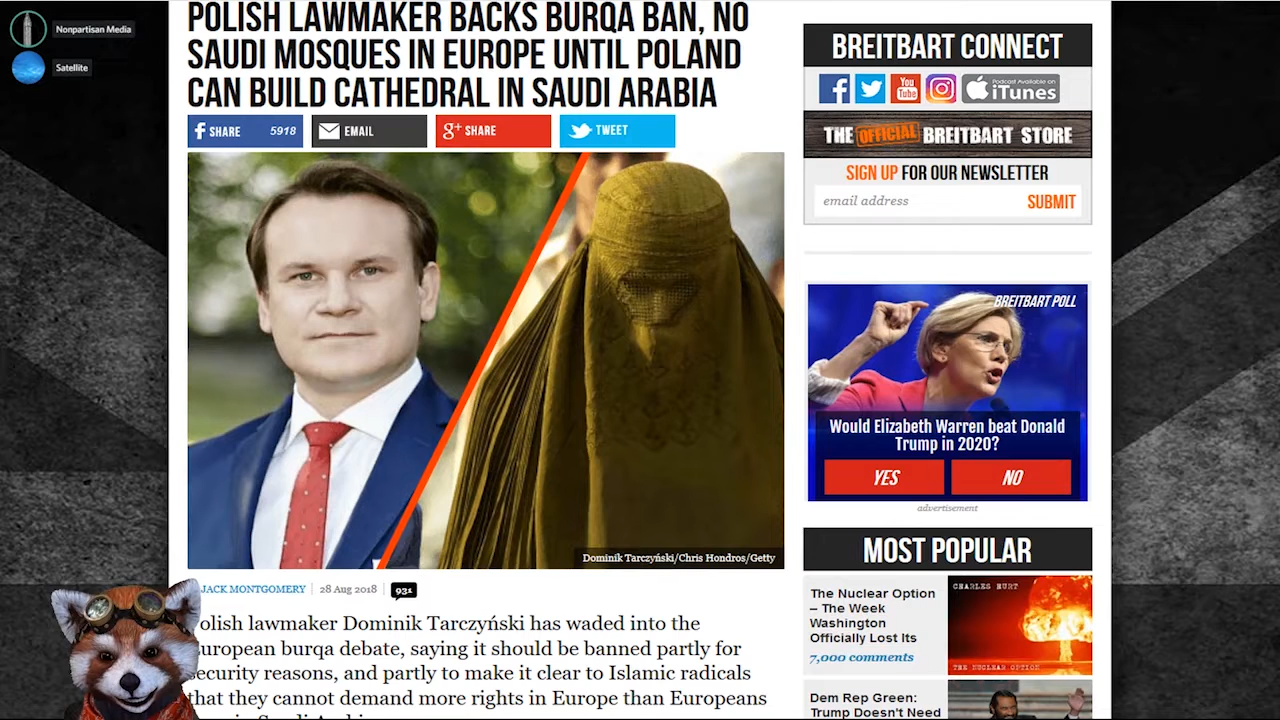 Nonpartisan Media
Satellite
POLISH LAWMAKER BACKS BURQA BAN, NO
SAUDI MOSQUES IN EUROPE UNTIL POLAND
CAN BUILD CATHEDRAL IN SAUDI ARABIA
f SHARE 5918
EMAIL
g+ SHARE
TWEET
Dominik Tarczyński/Chris Hondros/Getty
JACK MONTGOMERY 28 Aug 2018 931
olish lawmaker Dominik Tarczyński has waded into the
uropean burqa debate, saying it should be banned partly for
security reasons, and partly to make it clear to Islamic radicals
that they cannot demand more rights in Europe than Europeans
BREITBART CONNECT
f You Tube Podcast Available on iTunes
THE OFFICIAL BREITBART STORE
SIGN UP FOR OUR NEWSLETTER
email address SUBMIT
BREITBART POLL
Would Elizabeth Warren beat Donald
Trump in 2020?
YES NO
advertisement
MOST POPULAR
The Nuclear Option
– The Week
Washington
Officially Lost Its
7,000 comments
CHARLES HURT
THE NUCLEAR OPTION
Dem Rep Green:
Trump Doesn't Need